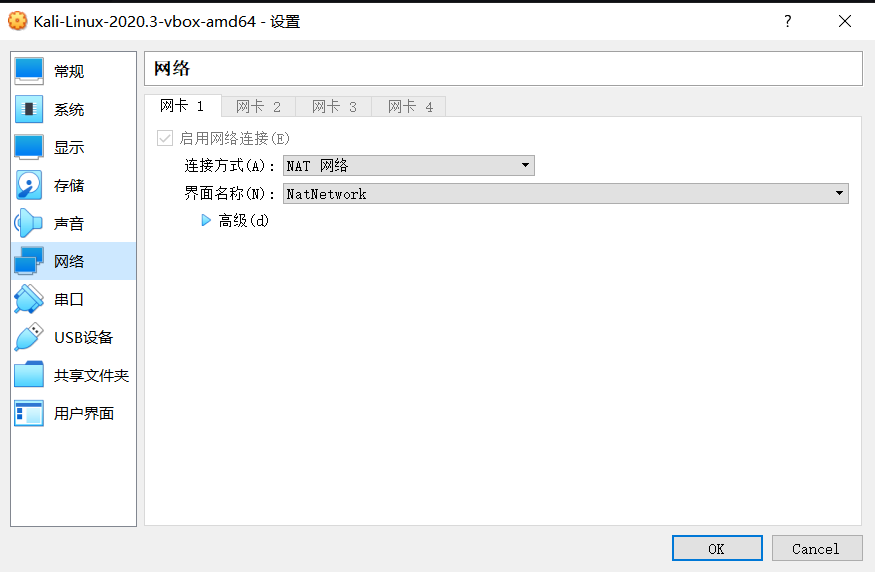 Kali-Linux-2020.3-vbox-amd64 - 设置
?
常规
系统
显示
存储
声音
网络
串口
USB设备
共享文件夹
用户界面
网络
网卡 1 网卡 2 网卡 3 网卡 4
启用网络连接(E)
连接方式(A): NAT 网络
界面名称(N): NatNetwork
高级(d)
OK Cancel